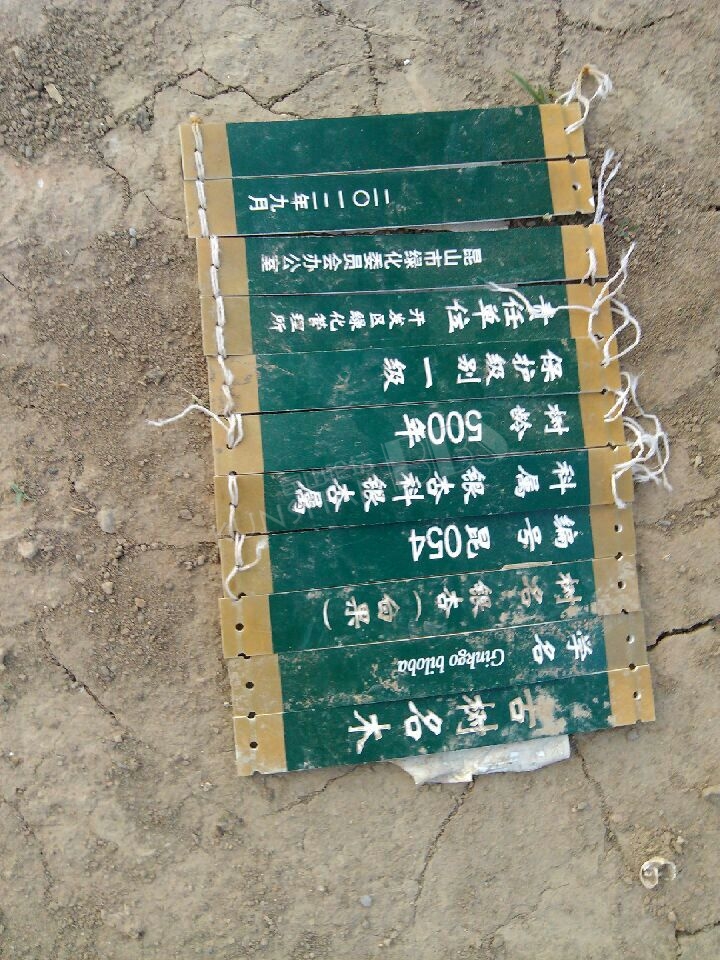 古树名木
学名 Ginkgo biloba
树名 银杏(白果)
编号 昆054
科属 银杏科银杏属
树龄 500年
保护级别 一级
责任单位 开发区绿化管理所
昆山市绿化委员会办公室
二〇一二年九月